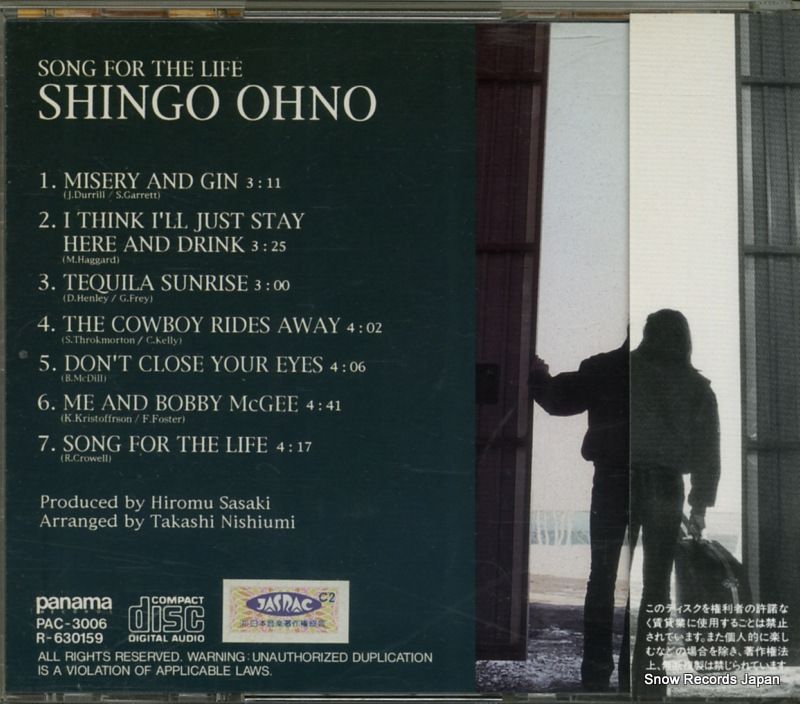 SONG FOR THE LIFE
SHINGO OHNO
1. MISERY AND GIN 3:11
(J.Durrill / S.Garrett)
2. I THINK I'LL JUST STAY
HERE AND DRINK 3:25
(M.Haggard)
3. TEQUILA SUNRISE 3:00
(D.Henley / G.Frey)
4. THE COWBOY RIDES AWAY 4:02
(S.Throkmorton / C.Kelly)
5. DON'T CLOSE YOUR EYES 4:06
(B.McDill)
6. ME AND BOBBY McGEE 4:41
(K.Kristoffrson / F.Foster)
7. SONG FOR THE LIFE 4:17
(R.Crowell)
Produced by Hiromu Sasaki
Arranged by Takashi Nishiumi
panama
RECORDS
PAC-3006
R-630159
COMPACT
disc
DIGITAL AUDIO
JASRAC
C2
ALL RIGHTS RESERVED. WARNING: UNAUTHORIZED DUPLICATION
IS A VIOLATION OF APPLICABLE LAWS.
このディスクを権利者の許諾な
く賃貸業に使用することは禁止
されています。また個人的に楽し
むなどの場合を除き、著作権法
上、無断複製は禁じられています。
Snow Records Japan